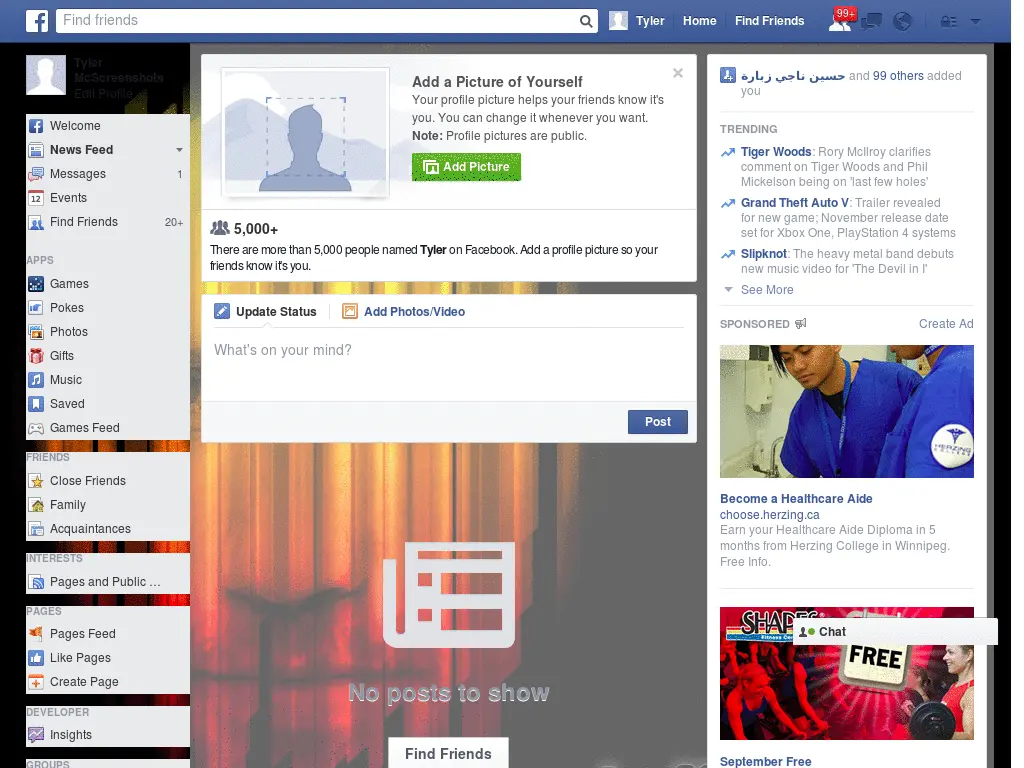 Find friends
Tyler
Home
Find Friends
99+
Tyler
McScreenshots
Edit Profile
Welcome
News Feed
Messages 1
12 Events
Find Friends 20+
APPS
Games
Pokes
Photos
Gifts
Music
Saved
Games Feed
FRIENDS
Close Friends
Family
Acquaintances
INTERESTS
Pages and Public ...
PAGES
Pages Feed
Like Pages
Create Page
DEVELOPER
Insights
GROUPS
Add a Picture of Yourself
Your profile picture helps your friends know it's
you. You can change it whenever you want.
Note: Profile pictures are public.
Add Picture
5,000+
There are more than 5,000 people named Tyler on Facebook. Add a profile picture so your
friends know it's you.
Update Status
Add Photos/Video
What's on your mind?
Post
No posts to show
Find Friends
حسين ناجي زبارة and 99 others added
you
TRENDING
Tiger Woods: Rory McIlroy clarifies
comment on Tiger Woods and Phil
Mickelson being on 'last few holes'
Grand Theft Auto V: Trailer revealed
for new game; November release date
set for Xbox One, PlayStation 4 systems
Slipknot: The heavy metal band debuts
new music video for 'The Devil in I'
See More
SPONSORED
Create Ad
HERZING
COLLEGE
Become a Healthcare Aide
choose.herzing.ca
Earn your Healthcare Aide Diploma in 5
months from Herzing College in Winnipeg.
Free Info.
SHAPES
Chat
FREE
September Free